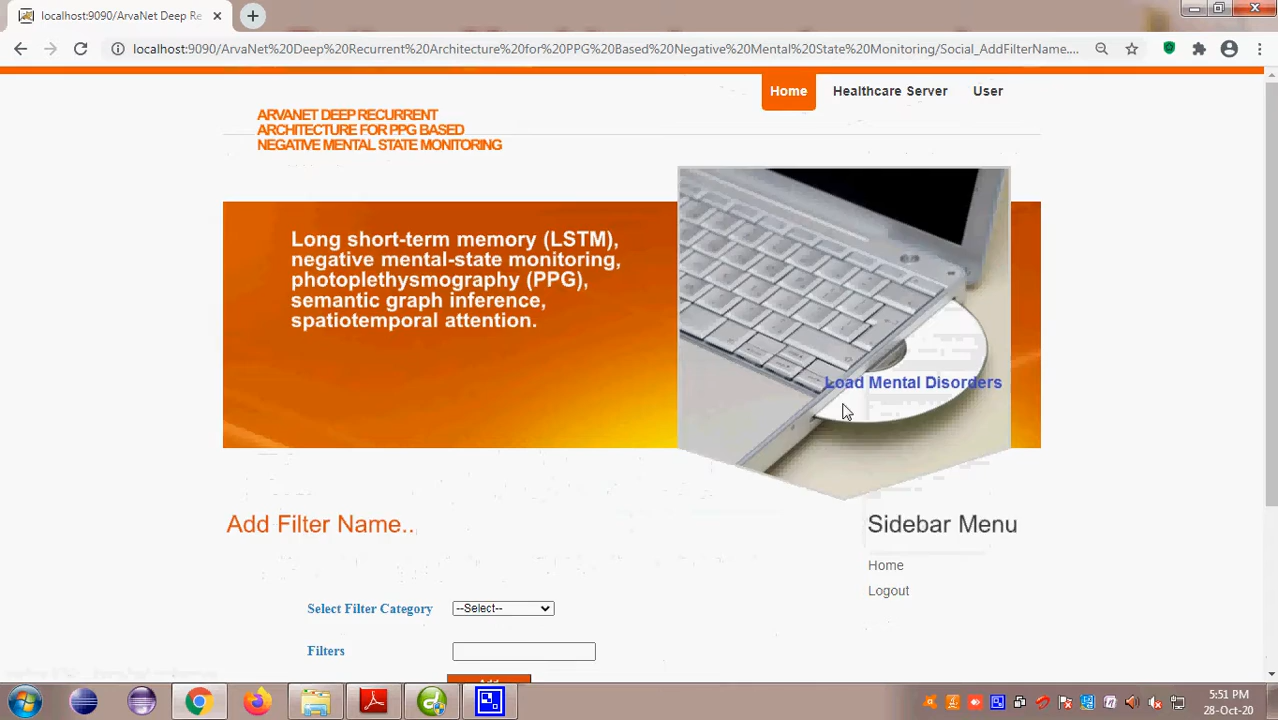 localhost:9090/ArvaNet Deep Re
localhost:9090/ArvaNet%20Deep%20Recurrent%20Architecture%20for%20PPG%20Based%20Negative%20Mental%20State%20Monitoring/Social_AddFilterName....
Home Healthcare Server User
ARVANET DEEP RECURRENT
ARCHITECTURE FOR PPG BASED
NEGATIVE MENTAL STATE MONITORING
Long short-term memory (LSTM),
negative mental-state monitoring,
photoplethysmography (PPG),
semantic graph inference,
spatiotemporal attention.
Load Mental Disorders
Add Filter Name..
Sidebar Menu
Home
Logout
Select Filter Category --Select--
Filters
Add
5:51 PM
28-Oct-20